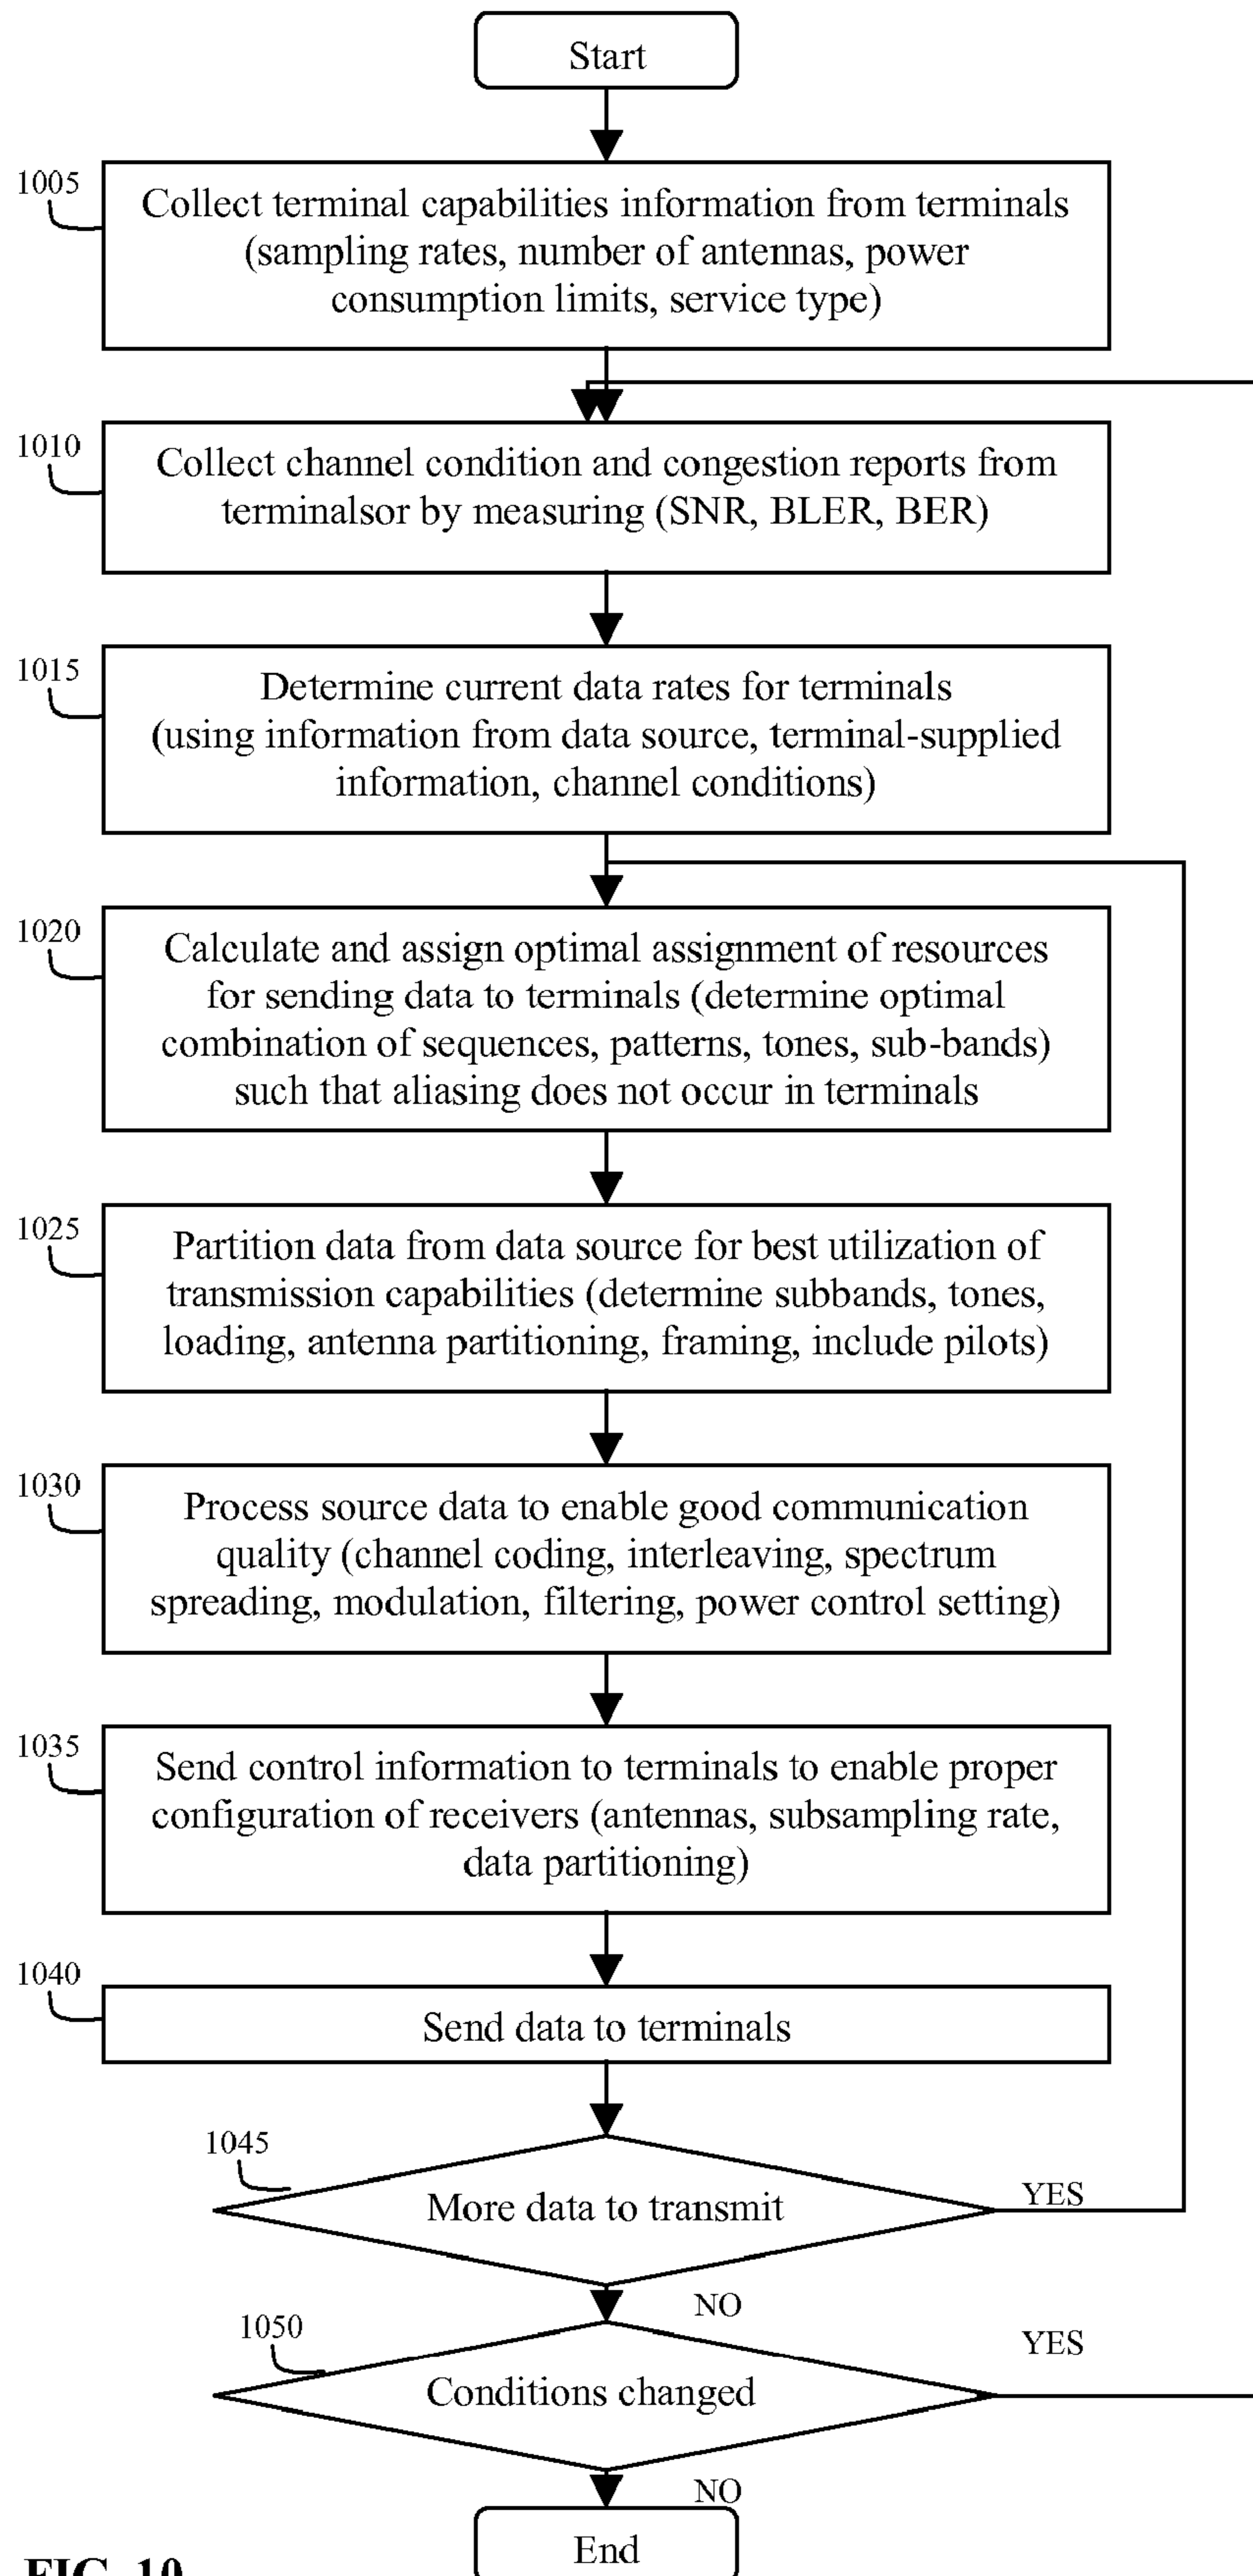 Start
1005
Collect terminal capabilities information from terminals
(sampling rates, number of antennas, power
consumption limits, service type)
1010
Collect channel condition and congestion reports from
terminalsor by measuring (SNR, BLER, BER)
1015
Determine current data rates for terminals
(using information from data source, terminal-supplied
information, channel conditions)
1020
Calculate and assign optimal assignment of resources
for sending data to terminals (determine optimal
combination of sequences, patterns, tones, sub-bands)
such that aliasing does not occur in terminals
1025
Partition data from data source for best utilization of
transmission capabilities (determine subbands, tones,
loading, antenna partitioning, framing, include pilots)
1030
Process source data to enable good communication
quality (channel coding, interleaving, spectrum
spreading, modulation, filtering, power control setting)
1035
Send control information to terminals to enable proper
configuration of receivers (antennas, subsampling rate,
data partitioning)
1040
Send data to terminals
1045
More data to transmit
YES
NO
1050
Conditions changed
YES
NO
End
FIG. 10